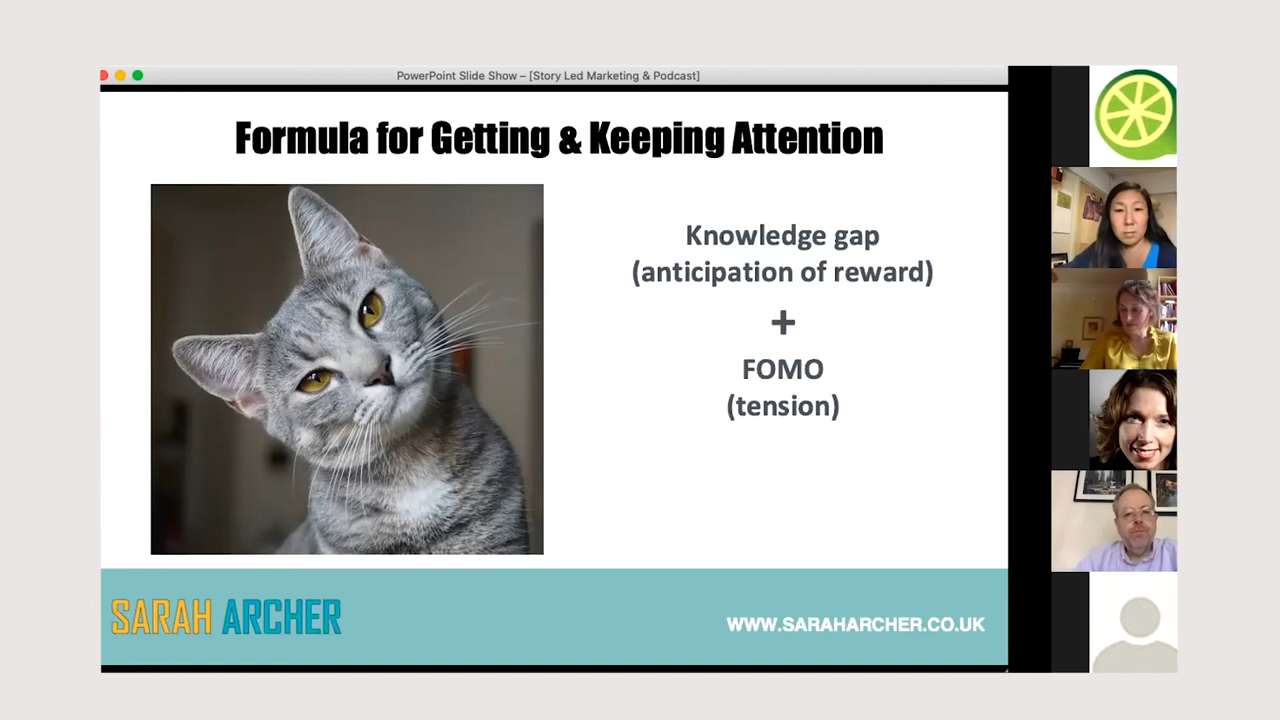 PowerPoint Slide Show – [Story Led Marketing & Podcast]
Formula for Getting & Keeping Attention
Knowledge gap
(anticipation of reward)
+
FOMO
(tension)
SARAH ARCHER
WWW.SARAHARCHER.CO.UK